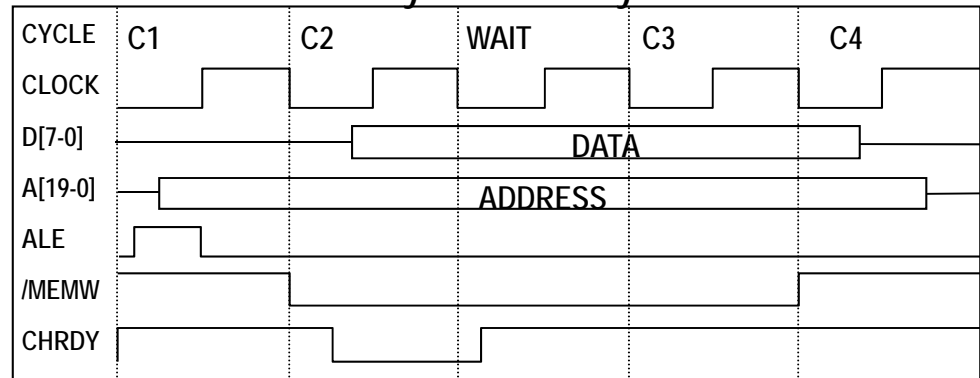 CYCLE C1 C2 WAIT C3 C4
CLOCK
D[7-0] DATA
A[19-0] ADDRESS
ALE
/MEMW
CHRDY